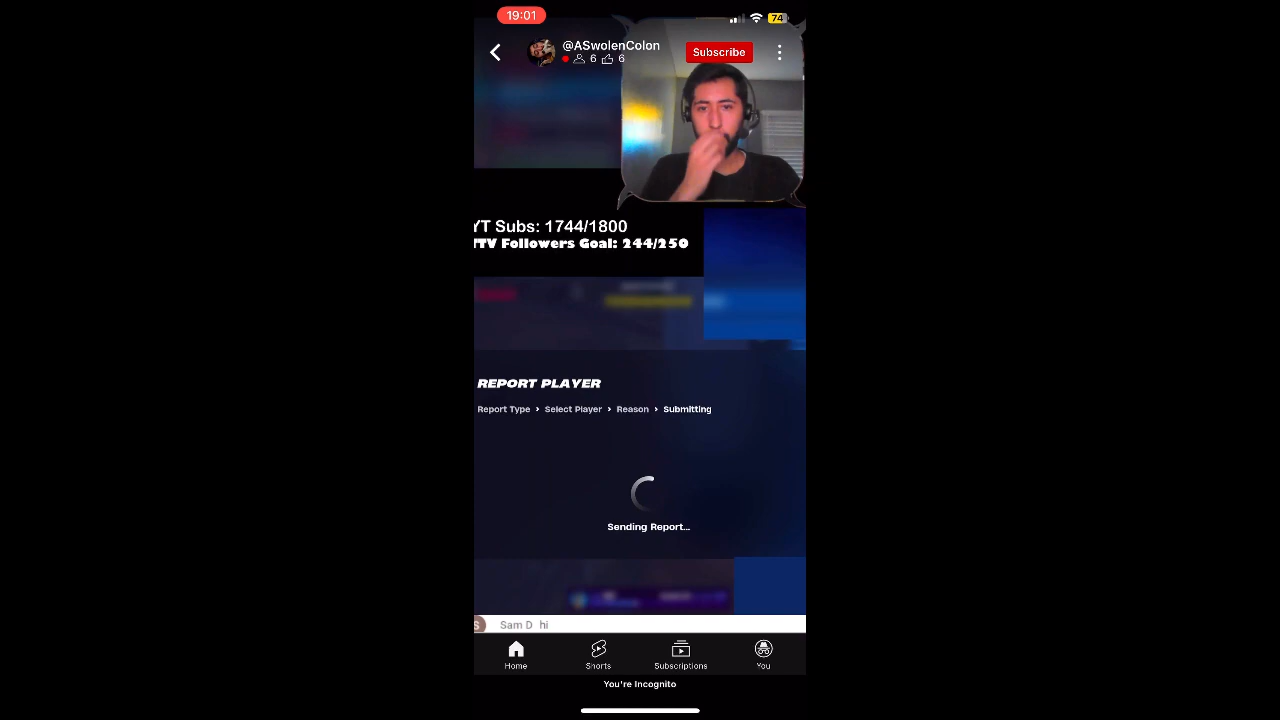 19:01
74
@ASwolenColon
6 6
Subscribe
YT Subs: 1744/1800
TTV Followers Goal: 244/250
REPORT PLAYER
Report Type > Select Player > Reason > Submitting
Sending Report...
S Sam D hi
Home Shorts Subscriptions You
You're Incognito